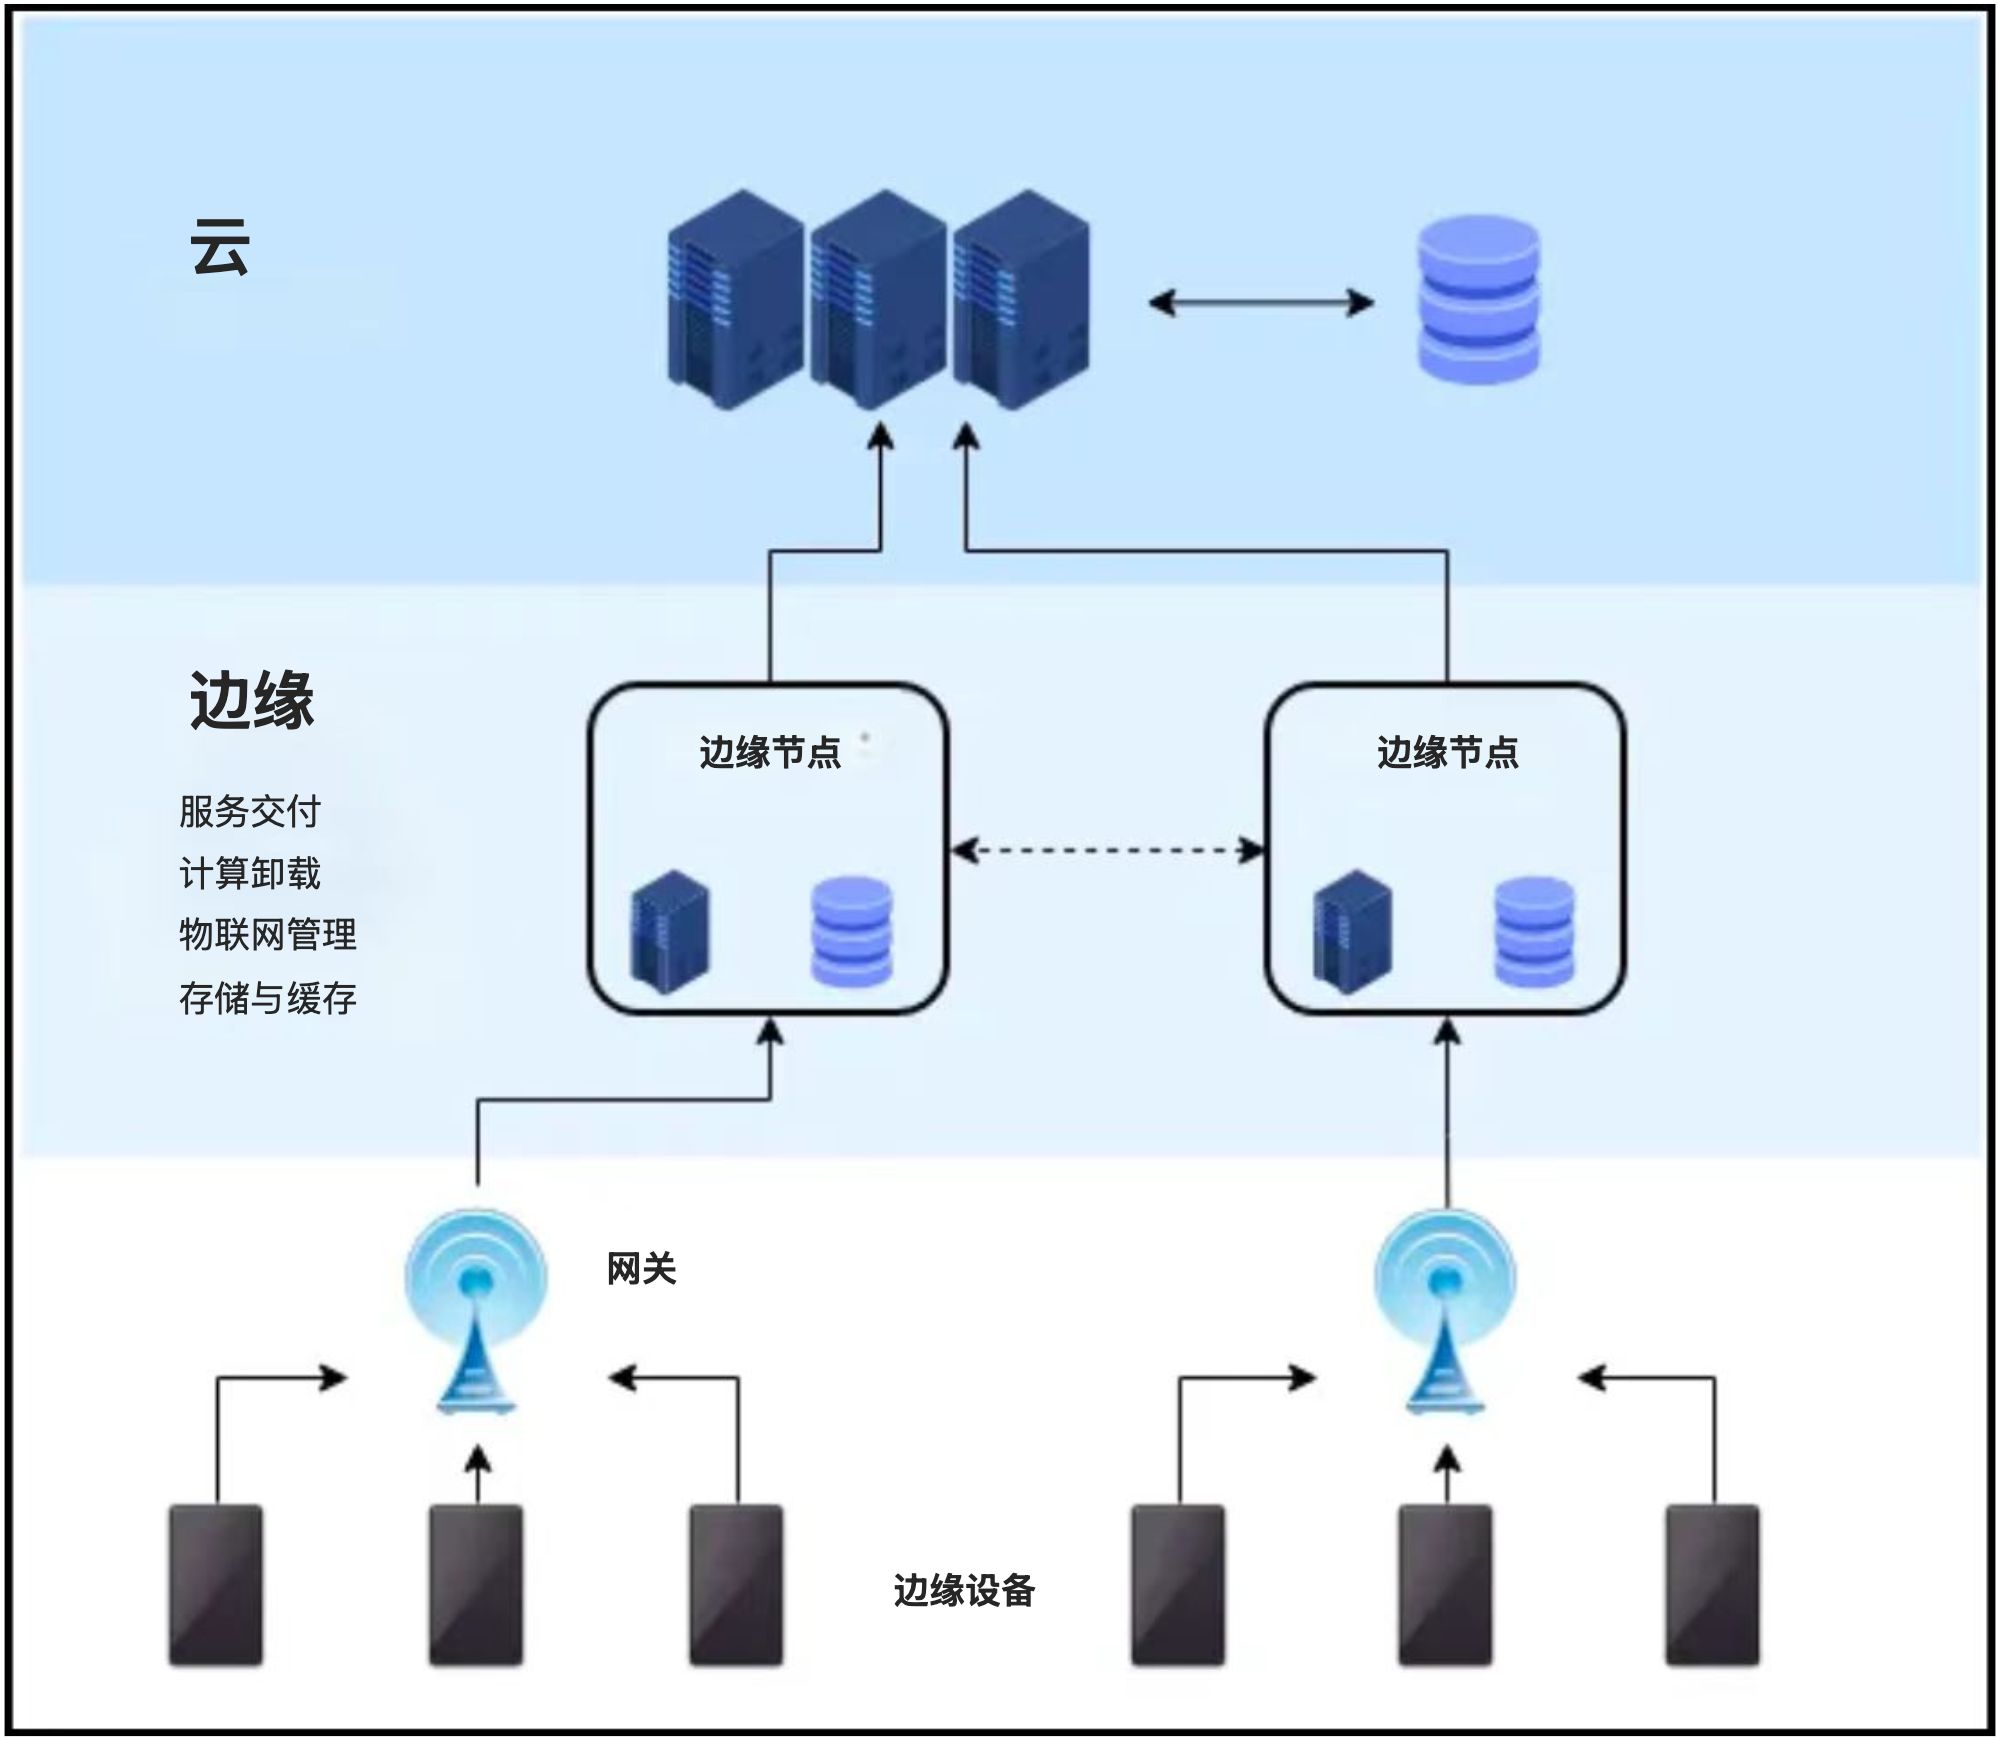 云
边缘
服务交付
计算卸载
物联网管理
存储与缓存
边缘节点
边缘节点
网关
边缘设备